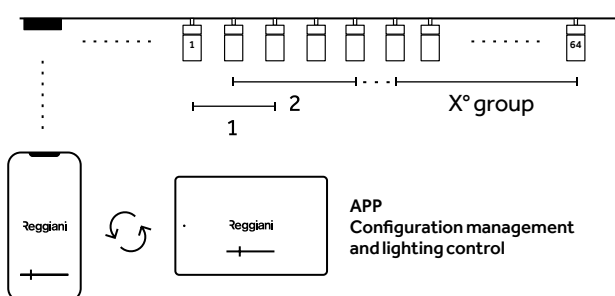 1
64
2
X° group
1
Reggiani
Reggiani
APP
Configuration management
and lighting control